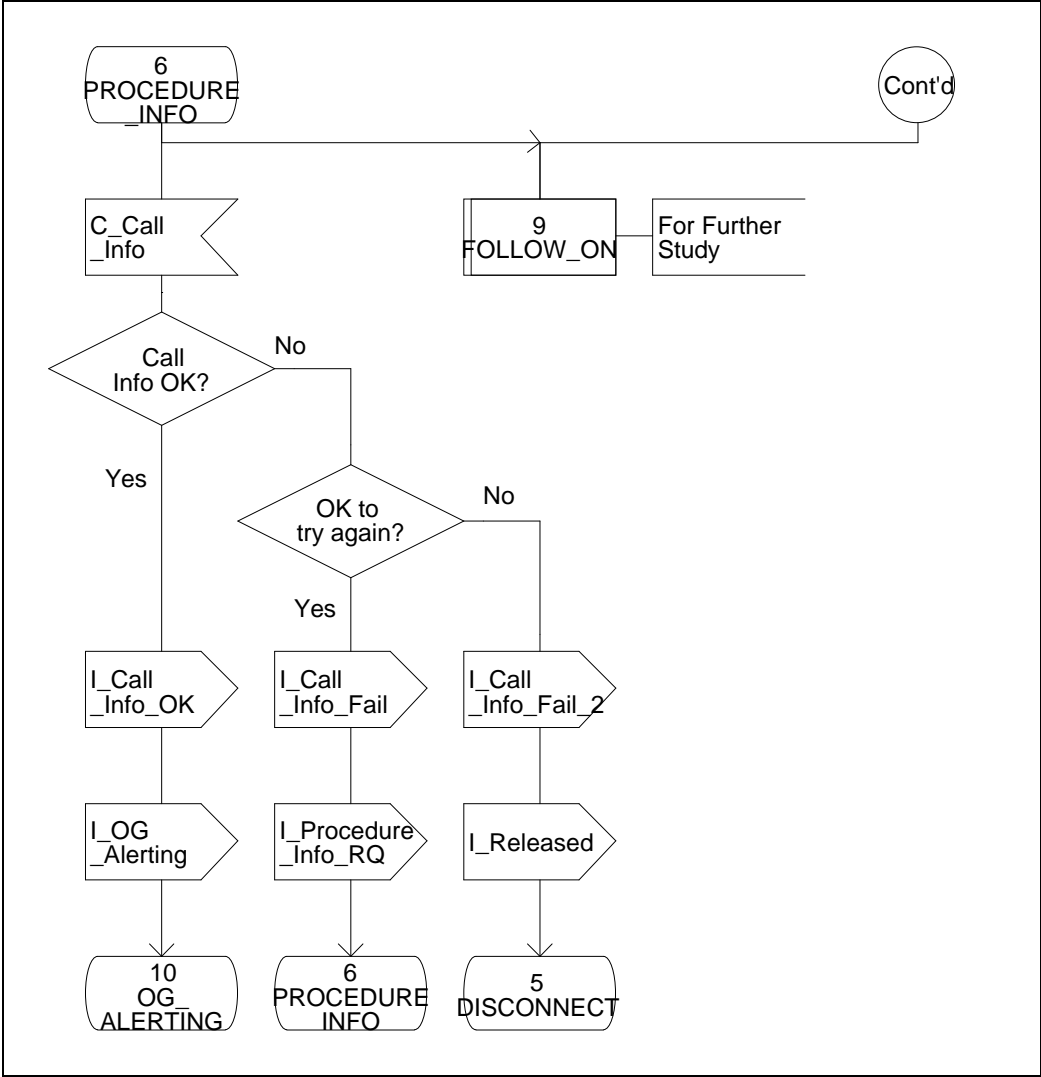 6
PROCEDURE
_INFO
Cont'd
C_Call
_Info
9
FOLLOW_ON
For Further
Study
Call
Info OK?
No
Yes
OK to
try again?
No
Yes
I_Call
_Info_OK
I_Call
_Info_Fail
I_Call
_Info_Fail_2
I_OG
_Alerting
I_Procedure
_Info_RQ
I_Released
10
OG_
ALERTING
6
PROCEDURE
INFO
5
DISCONNECT